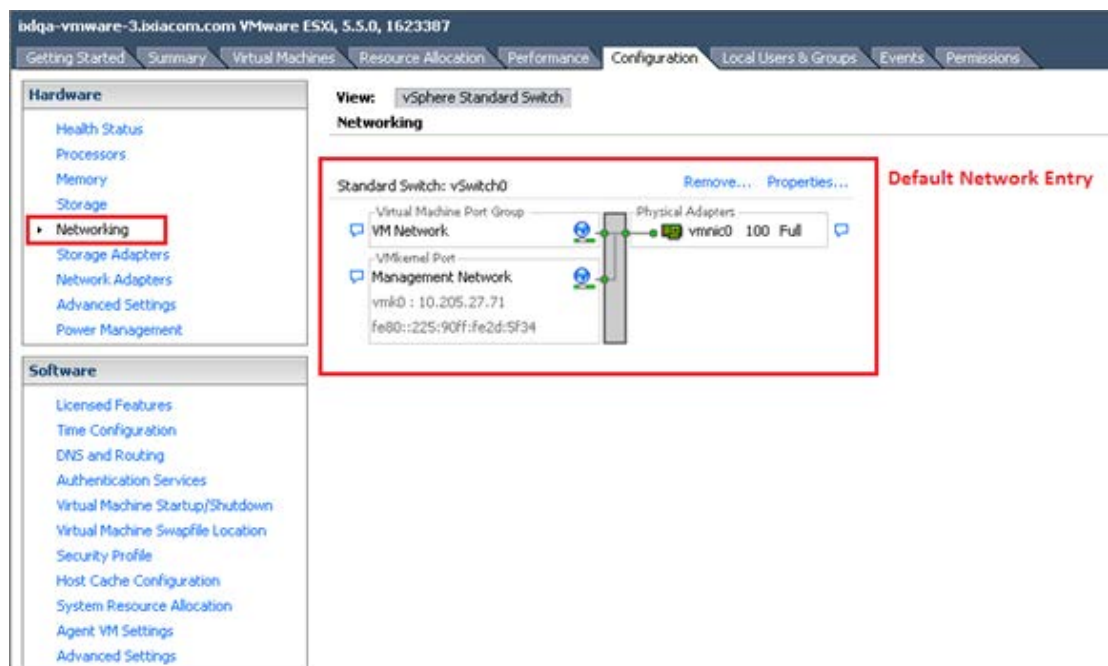 ixdqa-vmware-3.ixiacom.com VMware ESXi, 5.5.0, 1623387
Getting Started Summary Virtual Machines Resource Allocation Performance Configuration Local Users & Groups Events Permissions
Hardware
Health Status
Processors
Memory
Storage
Networking
Storage Adapters
Network Adapters
Advanced Settings
Power Management
Software
Licensed Features
Time Configuration
DNS and Routing
Authentication Services
Virtual Machine Startup/Shutdown
Virtual Machine Swapfile Location
Security Profile
Host Cache Configuration
System Resource Allocation
Agent VM Settings
Advanced Settings
View: vSphere Standard Switch
Networking
Standard Switch: vSwitch0 Remove... Properties...
Default Network Entry
Virtual Machine Port Group
VM Network
Physical Adapters
vmnic0 100 Full
VMkernel Port
Management Network
vmk0 : 10.205.27.71
fe80::225:90ff:fe2d:5f34